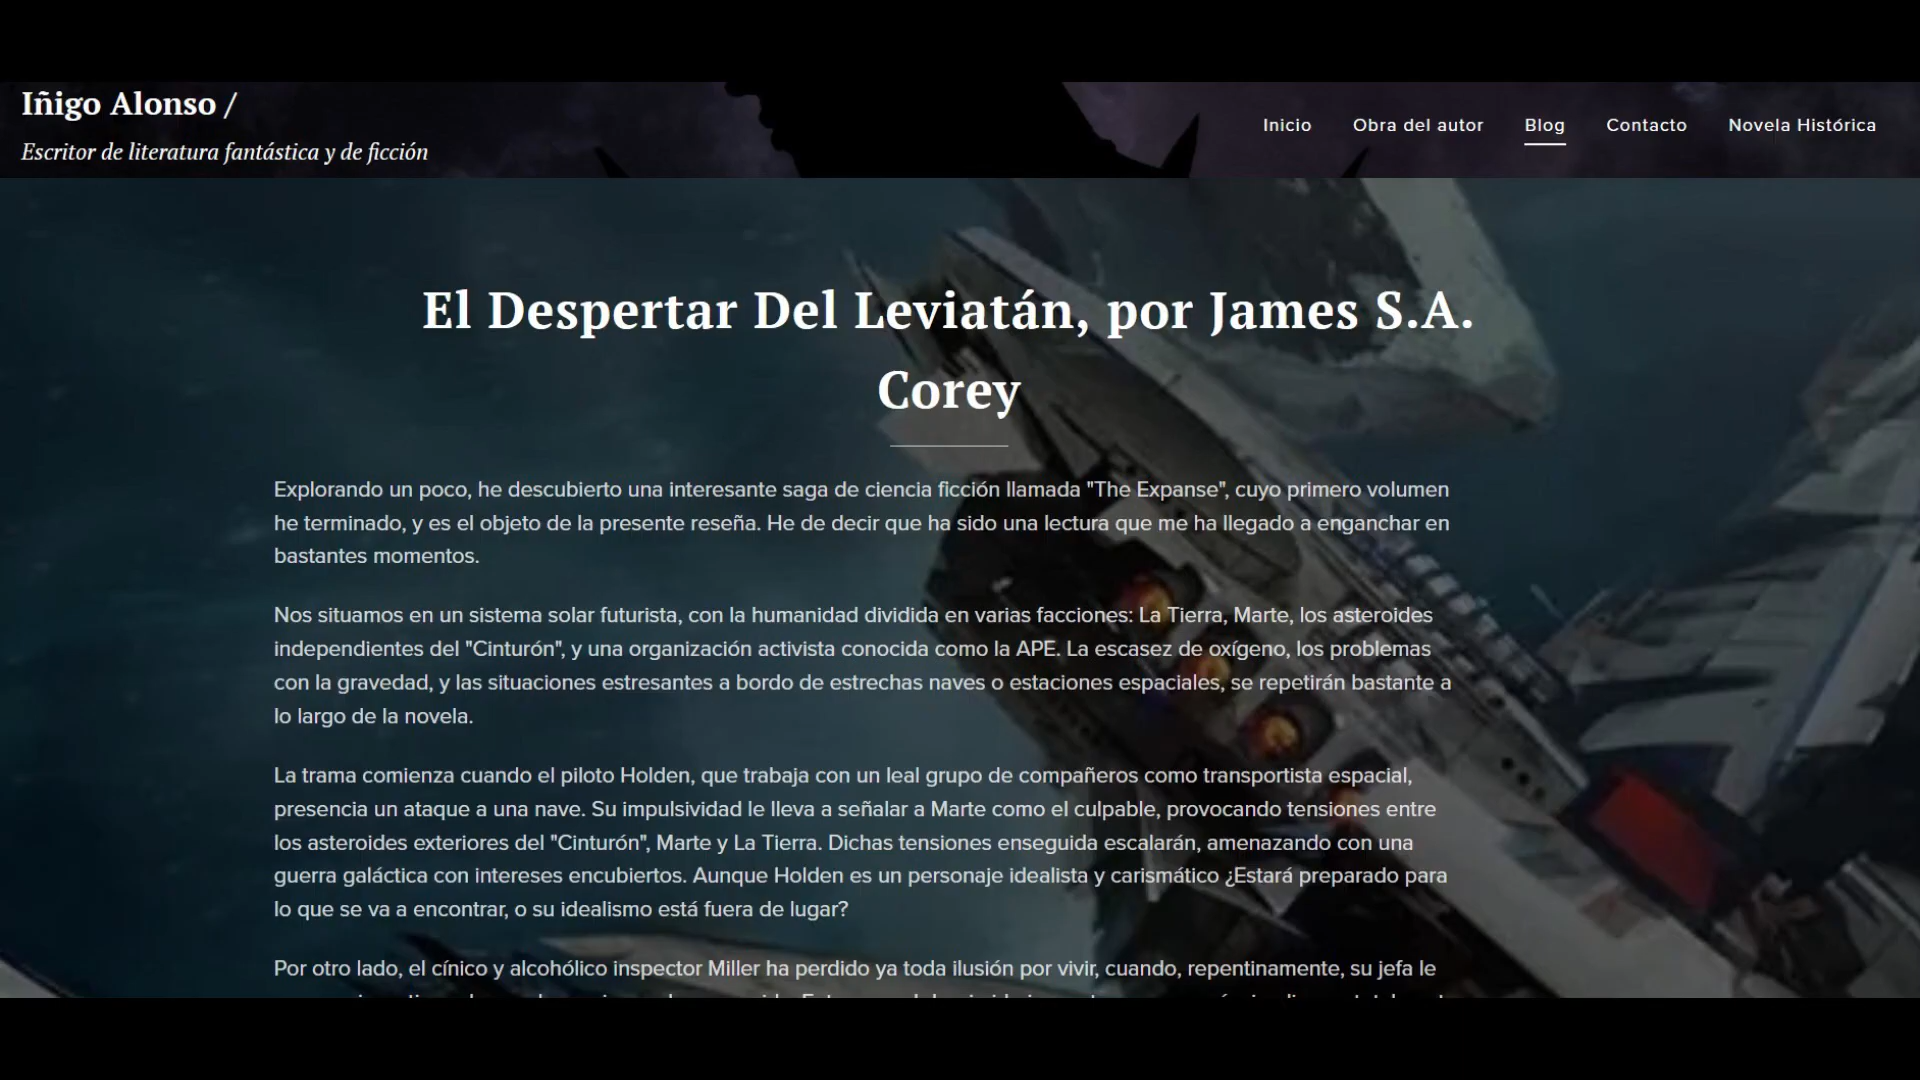 Iñigo Alonso /
Escritor de literatura fantástica y de ficción
Inicio Obra del autor Blog Contacto Novela Histórica
El Despertar Del Leviatán, por James S.A.
Corey
Explorando un poco, he descubierto una interesante saga de ciencia ficción llamada "The Expanse", cuyo primero volumen
he terminado, y es el objeto de la presente reseña. He de decir que ha sido una lectura que me ha llegado a enganchar en
bastantes momentos.
Nos situamos en un sistema solar futurista, con la humanidad dividida en varias facciones: La Tierra, Marte, los asteroides
independientes del "Cinturón", y una organización activista conocida como la APE. La escasez de oxígeno, los problemas
con la gravedad, y las situaciones estresantes a bordo de estrechas naves o estaciones espaciales, se repetirán bastante a
lo largo de la novela.
La trama comienza cuando el piloto Holden, que trabaja con un leal grupo de compañeros como transportista espacial,
presencia un ataque a una nave. Su impulsividad le lleva a señalar a Marte como el culpable, provocando tensiones entre
los asteroides exteriores del "Cinturón", Marte y La Tierra. Dichas tensiones enseguida escalarán, amenazando con una
guerra galáctica con intereses encubiertos. Aunque Holden es un personaje idealista y carismático ¿Estará preparado para
lo que se va a encontrar, o su idealismo está fuera de lugar?
Por otro lado, el cínico y alcohólico inspector Miller ha perdido ya toda ilusión por vivir, cuando, repentinamente, su jefa le